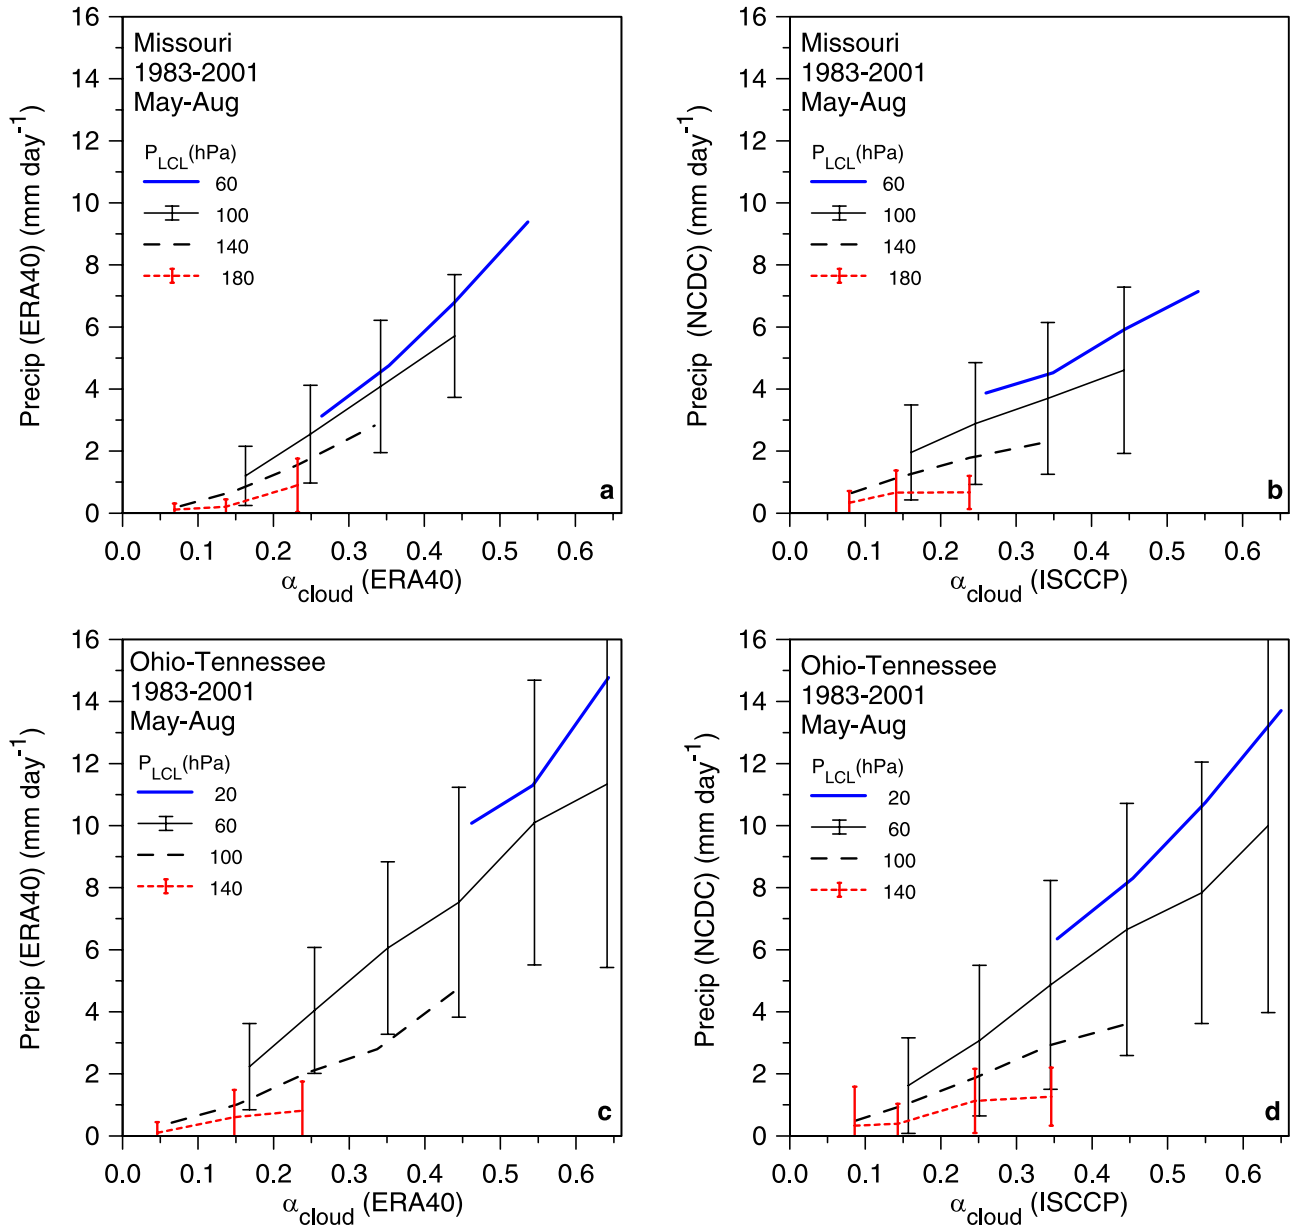 16
14
12
10
8
6
4
2
0
Precip (ERA40) (mm day⁻¹)
Missouri
1983-2001
May-Aug
P_LCL(hPa)
60
100
140
180
a
0.0 0.1 0.2 0.3 0.4 0.5 0.6
α_cloud (ERA40)
16
14
12
10
8
6
4
2
0
Precip (NCDC) (mm day⁻¹)
Missouri
1983-2001
May-Aug
P_LCL(hPa)
60
100
140
180
b
0.0 0.1 0.2 0.3 0.4 0.5 0.6
α_cloud (ISCCP)
16
14
12
10
8
6
4
2
0
Precip (ERA40) (mm day⁻¹)
Ohio-Tennessee
1983-2001
May-Aug
P_LCL(hPa)
20
60
100
140
c
0.0 0.1 0.2 0.3 0.4 0.5 0.6
α_cloud (ERA40)
16
14
12
10
8
6
4
2
0
Precip (NCDC) (mm day⁻¹)
Ohio-Tennessee
1983-2001
May-Aug
P_LCL(hPa)
20
60
100
140
d
0.0 0.1 0.2 0.3 0.4 0.5 0.6
α_cloud (ISCCP)